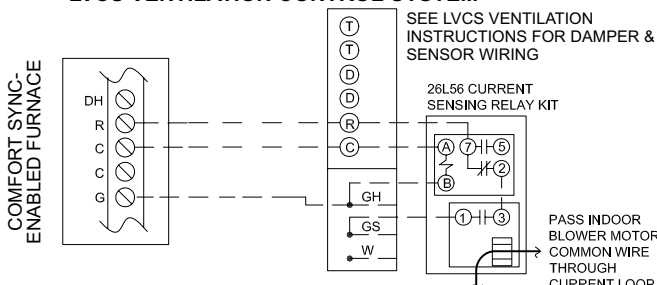 LVCS VENTILATION CONTROL SYSTEM
SEE LVCS VENTILATION
INSTRUCTIONS FOR DAMPER &
SENSOR WIRING
COMFORT SYNC-
ENABLED FURNACE
DH
R
C
C
G
T
T
D
D
R
C
GH
GS
W
26L56 CURRENT
SENSING RELAY KIT
A
7
5
2
B
1
3
PASS INDOOR
BLOWER MOTOR
COMMON WIRE
THROUGH
CURRENT LOOP